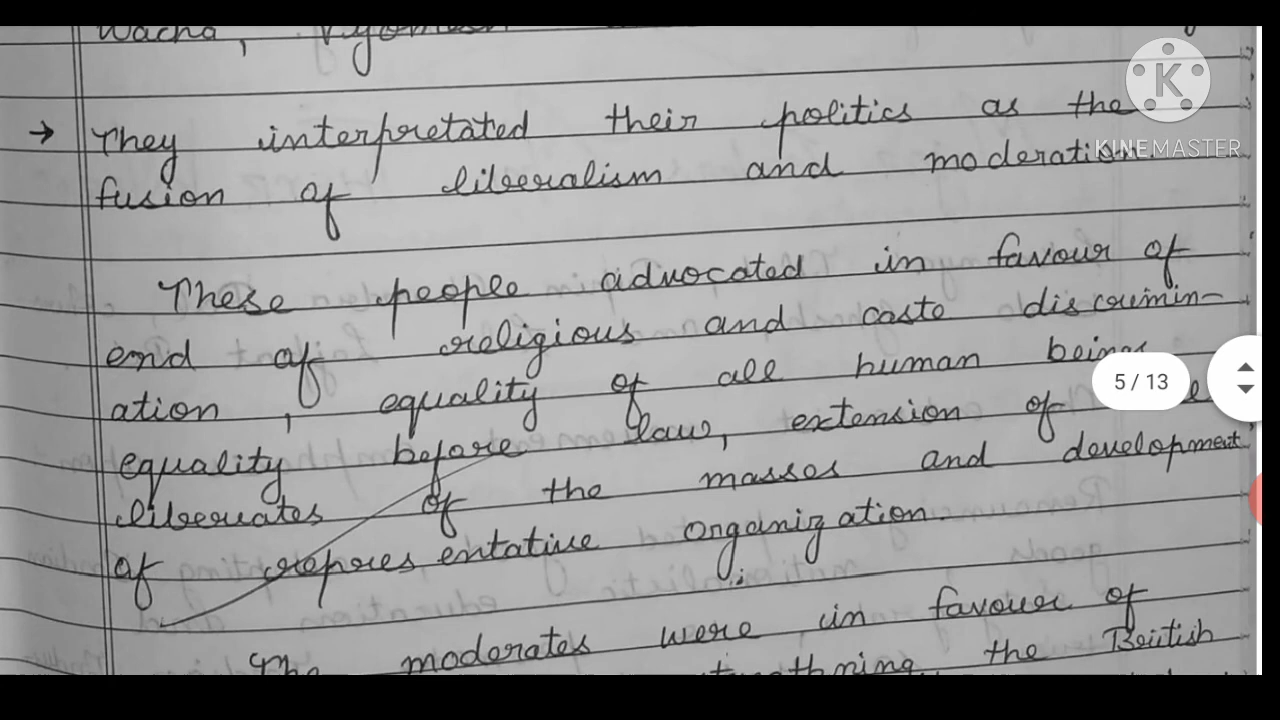 wacha,
→ They interpretated their politics as the
fusion of liberalism and moderation.
These people advocated in favour of
end of religious and caste discrimin-
ation, equality of all human beings
equality before law, extension of
liberates of the masses and development
of representative organization.
The moderates were in favour of
the British
K
KINEMASTER
5 / 13